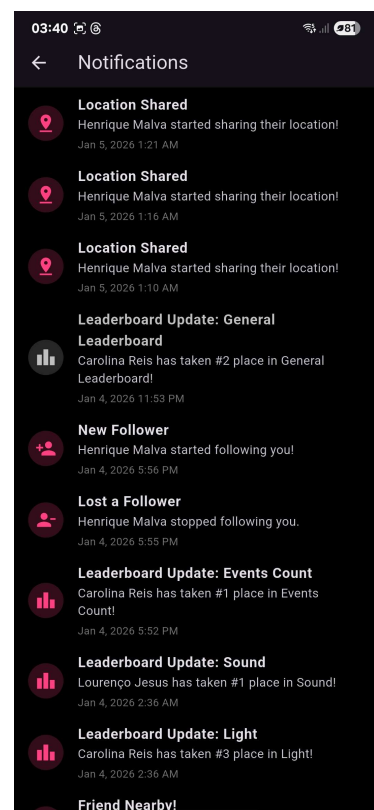 03:40
81
Notifications
Location Shared
Henrique Malva started sharing their location!
Jan 5, 2026 1:21 AM
Location Shared
Henrique Malva started sharing their location!
Jan 5, 2026 1:16 AM
Location Shared
Henrique Malva started sharing their location!
Jan 5, 2026 1:10 AM
Leaderboard Update: General
Leaderboard
Carolina Reis has taken #2 place in General
Leaderboard!
Jan 4, 2026 11:53 PM
New Follower
Henrique Malva started following you!
Jan 4, 2026 5:56 PM
Lost a Follower
Henrique Malva stopped following you.
Jan 4, 2026 5:55 PM
Leaderboard Update: Events Count
Carolina Reis has taken #1 place in Events
Count!
Jan 4, 2026 5:52 PM
Leaderboard Update: Sound
Lourenço Jesus has taken #1 place in Sound!
Jan 4, 2026 2:36 AM
Leaderboard Update: Light
Carolina Reis has taken #3 place in Light!
Jan 4, 2026 2:36 AM
Friend Nearby!